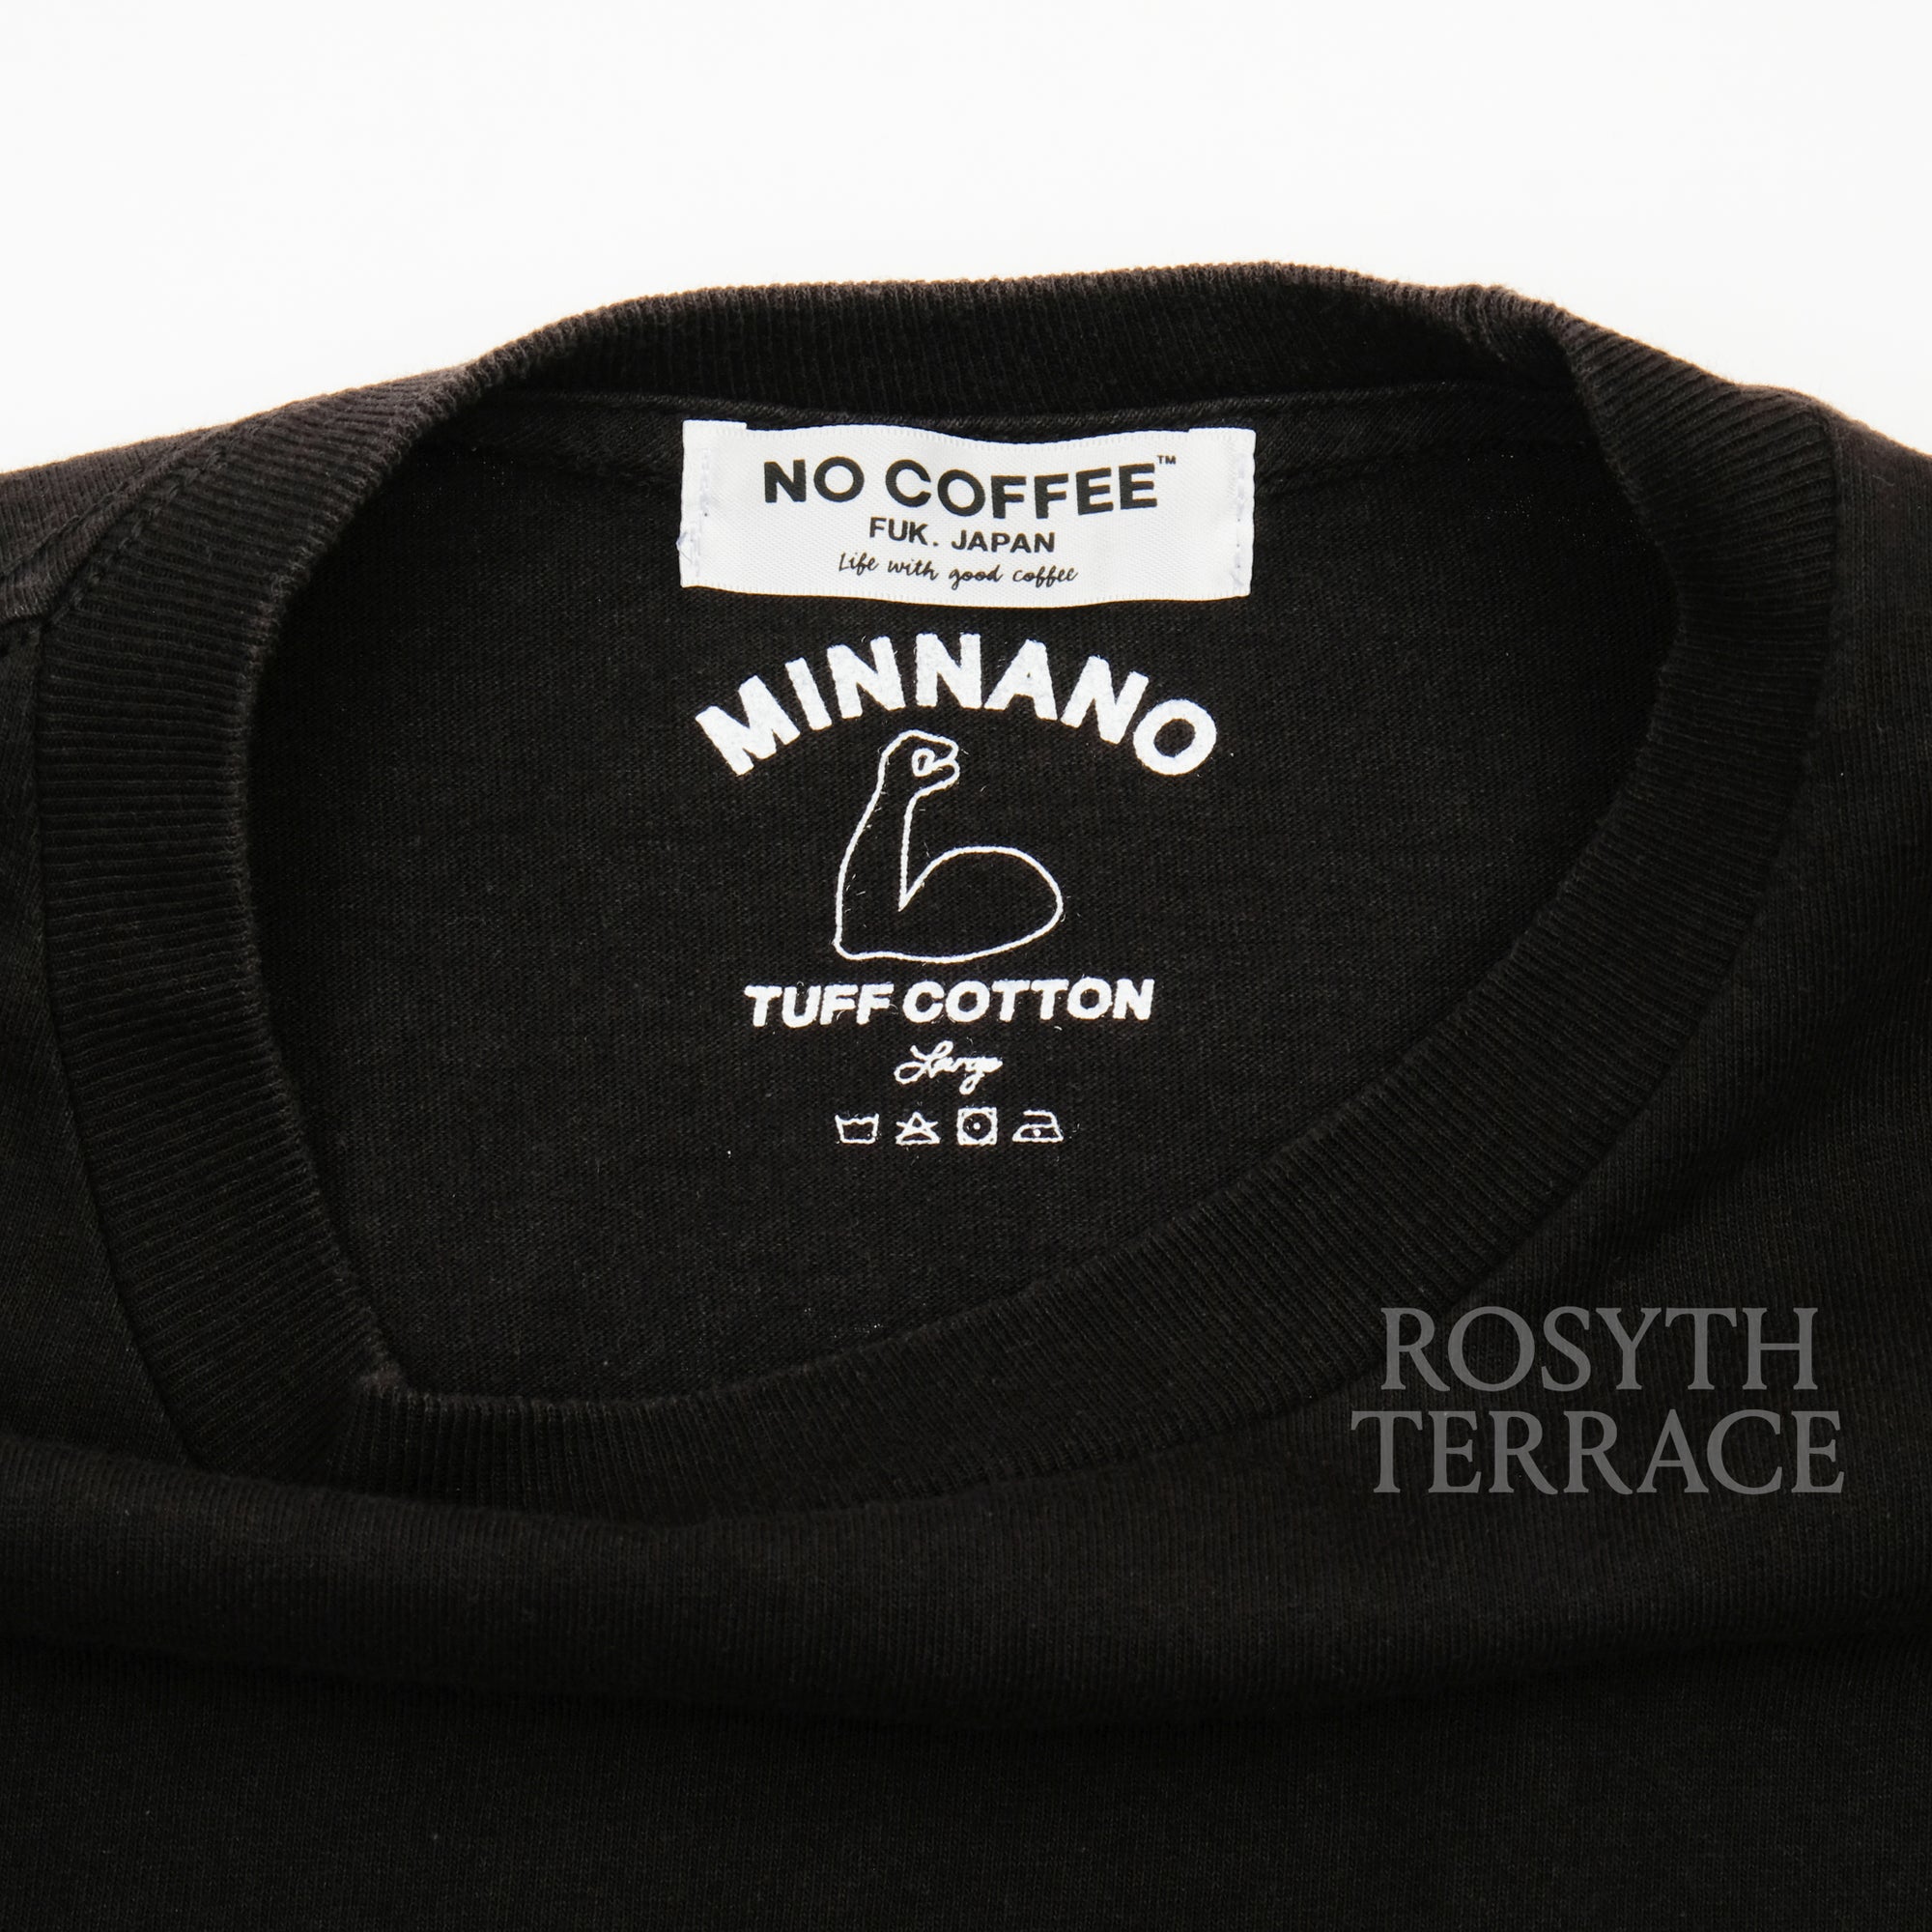 NO COFFEE™
FUK. JAPAN
Life with good coffee
MINNANO
TUFF COTTON
Large
ROSYTH
TERRACE